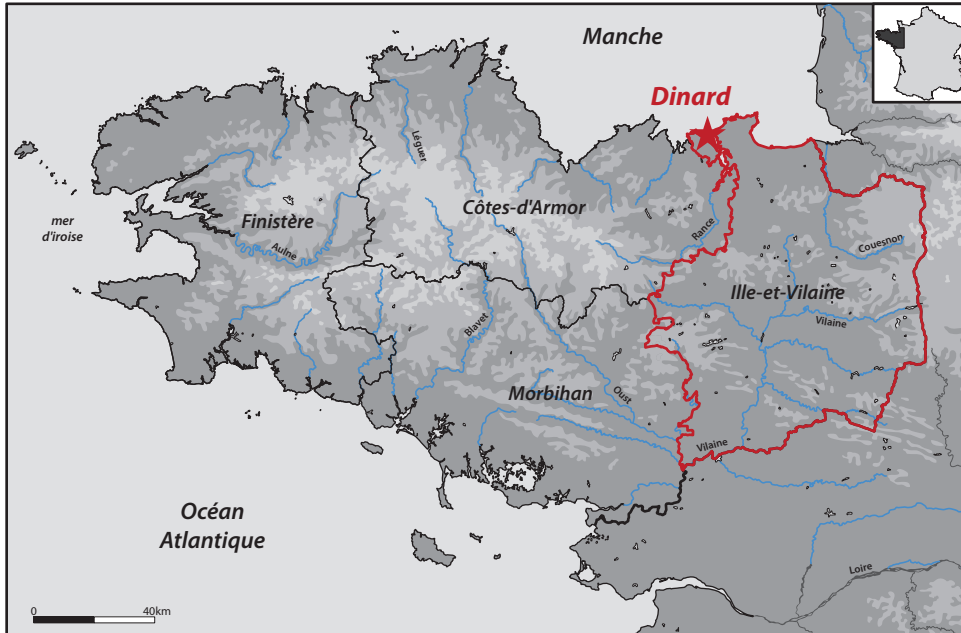 Manche
Dinard
Léguer
Finistère
Côtes-d'Armor
mer
d'iroise
Aulne
Rance
Couesnon
Ille-et-Vilaine
Blavet
Vilaine
Morbihan
Oust
Vilaine
Océan
Atlantique
Loire
0
40km